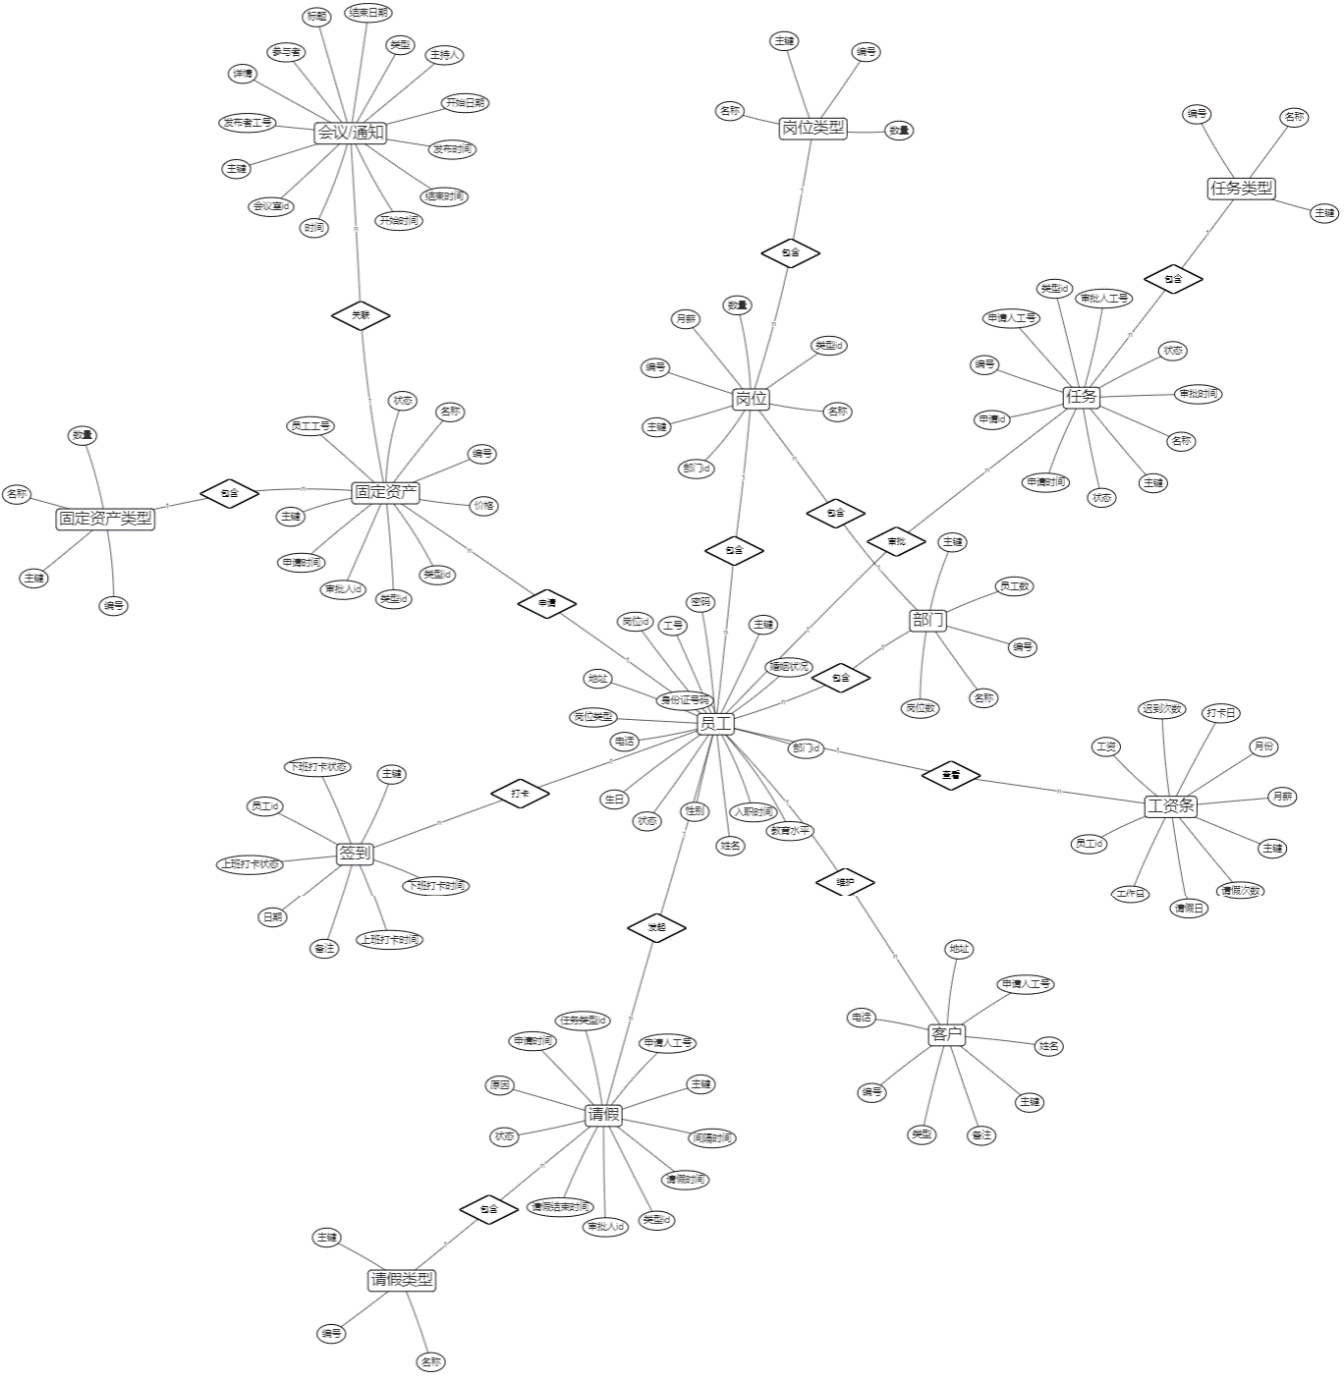 标题
结束日期
参与者
类型
主持人
详情
开始日期
发布者工号
会议/通知
发布时间
主键
结束时间
会议室id
时间
开始时间
n
关联
1
主键
编号
名称
岗位类型
数量
1
包含
n
编号
名称
任务类型
主键
1
包含
n
类型id
审批人工号
申请人工号
状态
编号
任务
审批时间
申请id
名称
申请时间
状态
主键
n
审批
1
数量
月薪
类型id
编号
岗位
名称
主键
部门id
1
包含
n
n
包含
1
状态
名称
员工工号
编号
固定资产
价格
主键
申请时间
审批人id
类型id
类型id
n
包含
1
数量
名称
固定资产类型
主键
编号
n
申请
1
主键
员工数
部门
编号
名称
岗位数
1
包含
n
密码
岗位id
工号
主键
婚姻状况
地址
身份证号码
岗位类型
员工
电话
部门id
生日
状态
性别
入职时间
教育水平
姓名
1
查看
n
迟到次数
打卡日
工资
月份
月薪
工资条
员工id
主键
工作日
请假日
请假次数
1
打卡
n
下班打卡状态
主键
员工id
上班打卡状态
签到
下班打卡时间
日期
备注
上班打卡时间
1
维护
n
地址
申请人工号
电话
客户
姓名
编号
主键
类型
备注
1
发起
n
任务类型id
申请时间
申请人工号
原因
主键
请假
状态
间隔时间
请假时间
请假结束时间
审批人id
类型id
n
包含
1
主键
请假类型
编号
名称